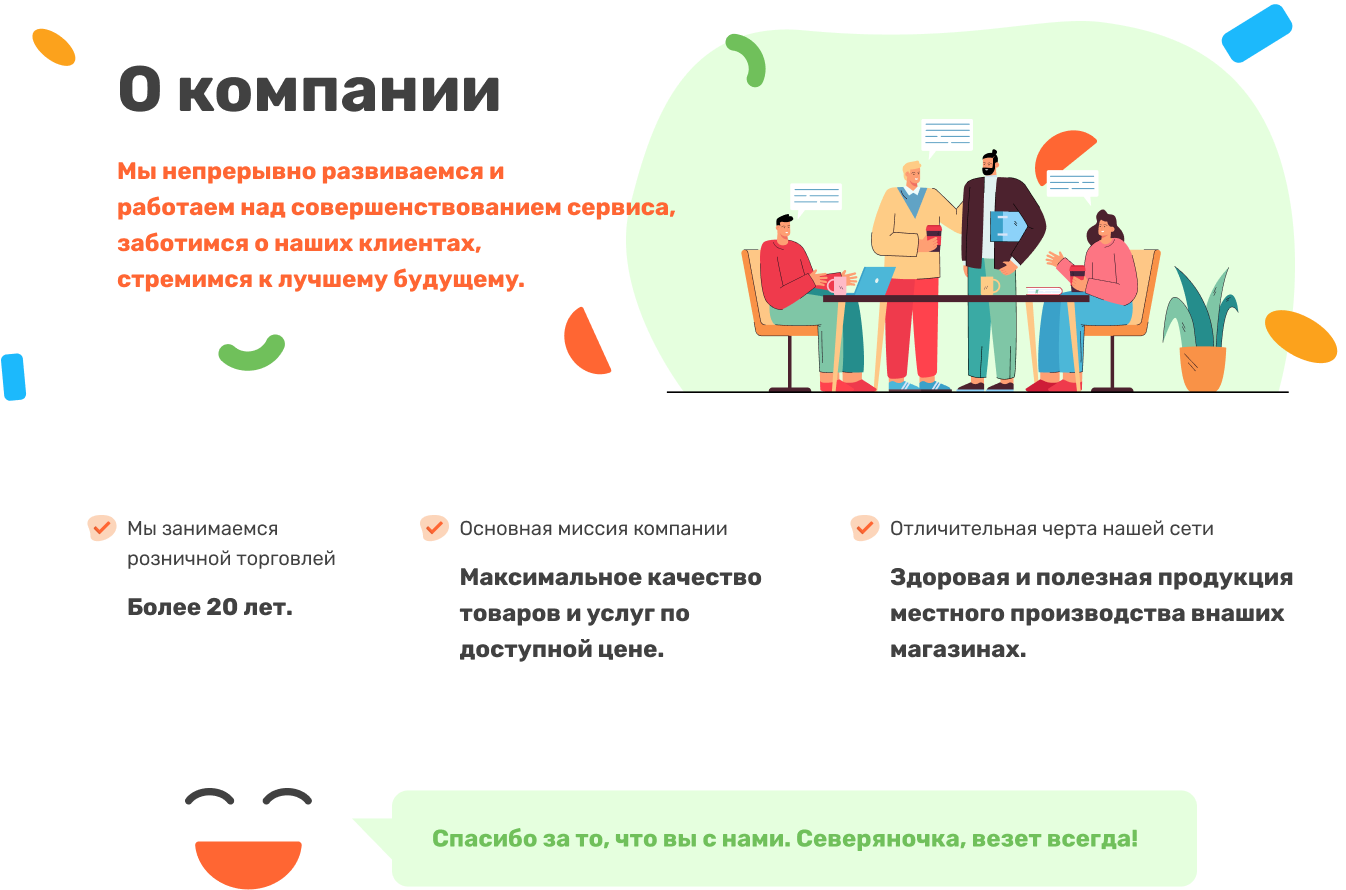 О компании
Мы непрерывно развиваемся и
работаем над совершенствованием сервиса,
заботимся о наших клиентах,
стремимся к лучшему будущему.
Мы занимаемся
розничной торговлей
Более 20 лет.
Основная миссия компании
Максимальное качество
товаров и услуг по
доступной цене.
Отличительная черта нашей сети
Здоровая и полезная продукция
местного производства внаших
магазинах.
Спасибо за то, что вы с нами. Северяночка, везет всегда!